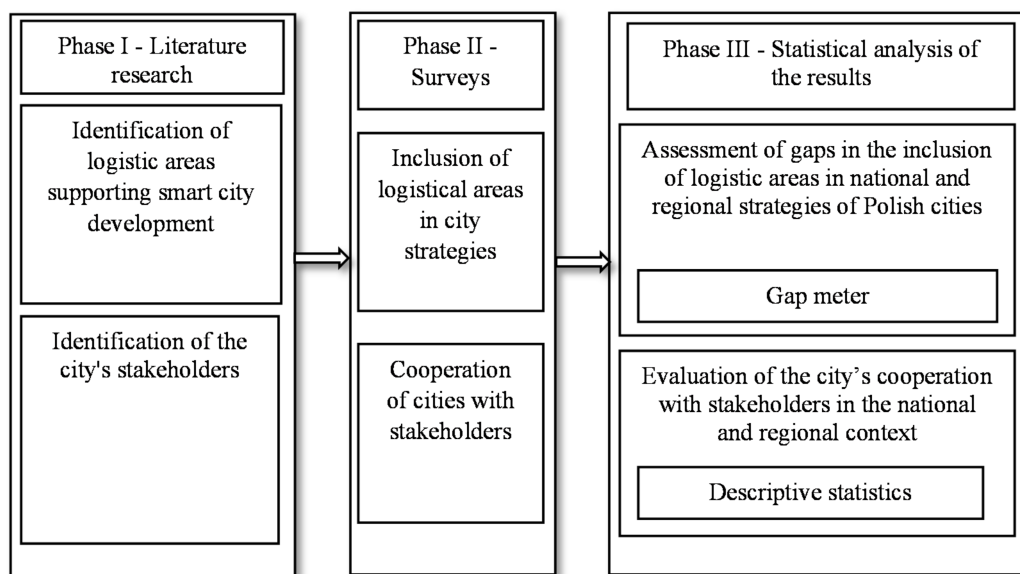 Phase I - Literature
research
Identification of
logistic areas
supporting smart city
development
Identification of the
city's stakeholders
Phase II -
Surveys
Inclusion of
logistical areas
in city
strategies
Cooperation
of cities with
stakeholders
Phase III - Statistical analysis of
the results
Assessment of gaps in the inclusion
of logistic areas in national and
regional strategies of Polish cities
Gap meter
Evaluation of the city’s cooperation
with stakeholders in the national
and regional context
Descriptive statistics